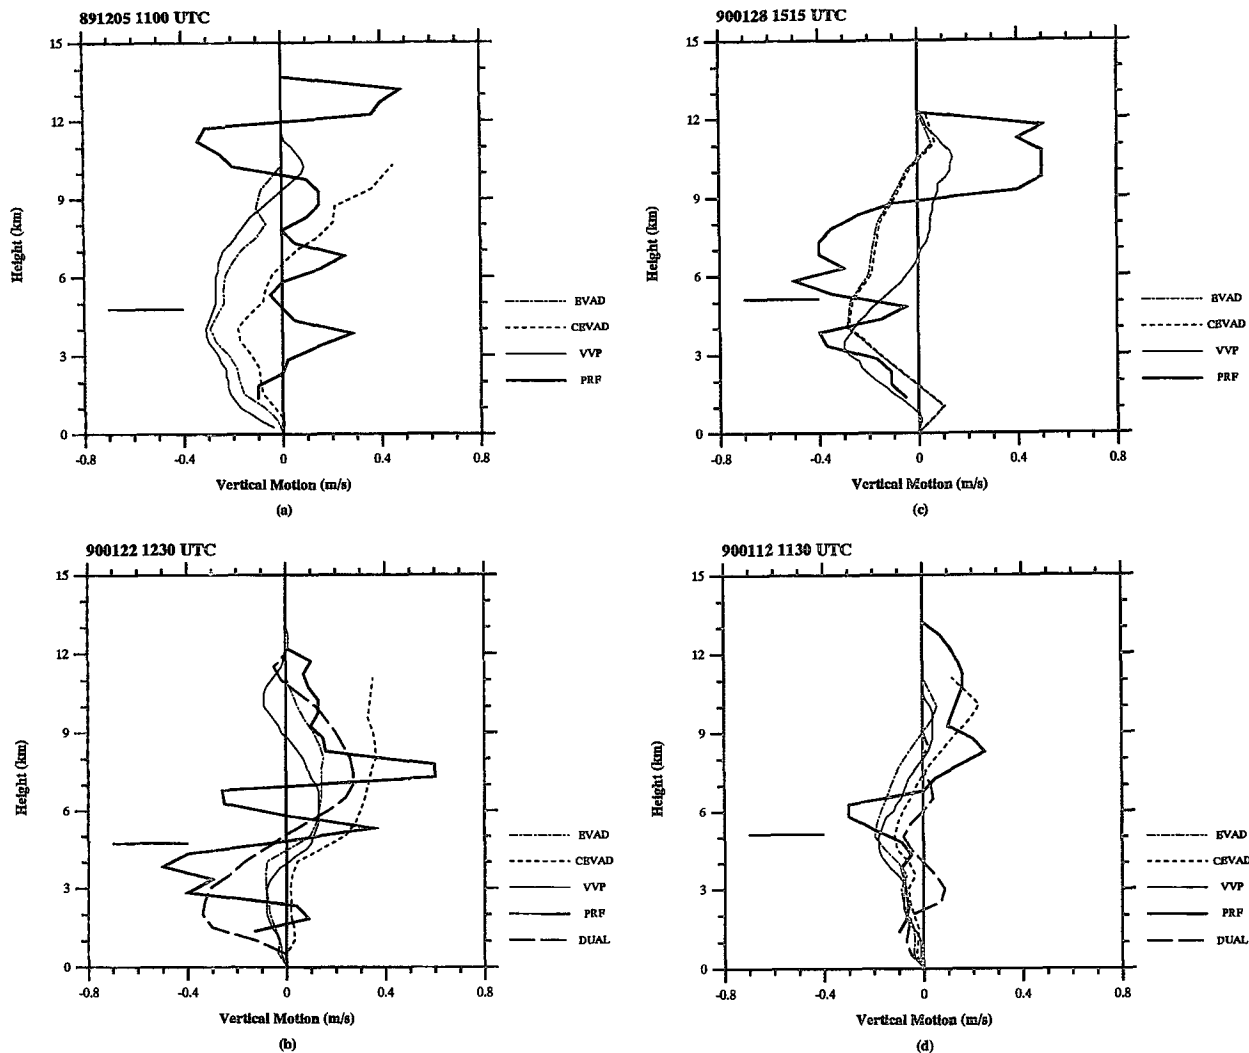 891205 1100 UTC
15
12
9
6
3
0
Height (km)
-0.8
-0.4
0
0.4
0.8
Vertical Motion (m/s)
(a)
EVAD
CEVAD
VVP
PRF
900128 1515 UTC
15
12
9
6
3
0
Height (km)
-0.8
-0.4
0
0.4
0.8
Vertical Motion (m/s)
(c)
EVAD
CEVAD
VVP
PRF
900122 1230 UTC
15
12
9
6
3
0
Height (km)
-0.8
-0.4
0
0.4
0.8
Vertical Motion (m/s)
(b)
EVAD
CEVAD
VVP
PRF
DUAL
900112 1130 UTC
15
12
9
6
3
0
Height (km)
-0.8
-0.4
0
0.4
0.8
Vertical Motion (m/s)
(d)
EVAD
CEVAD
VVP
PRF
DUAL